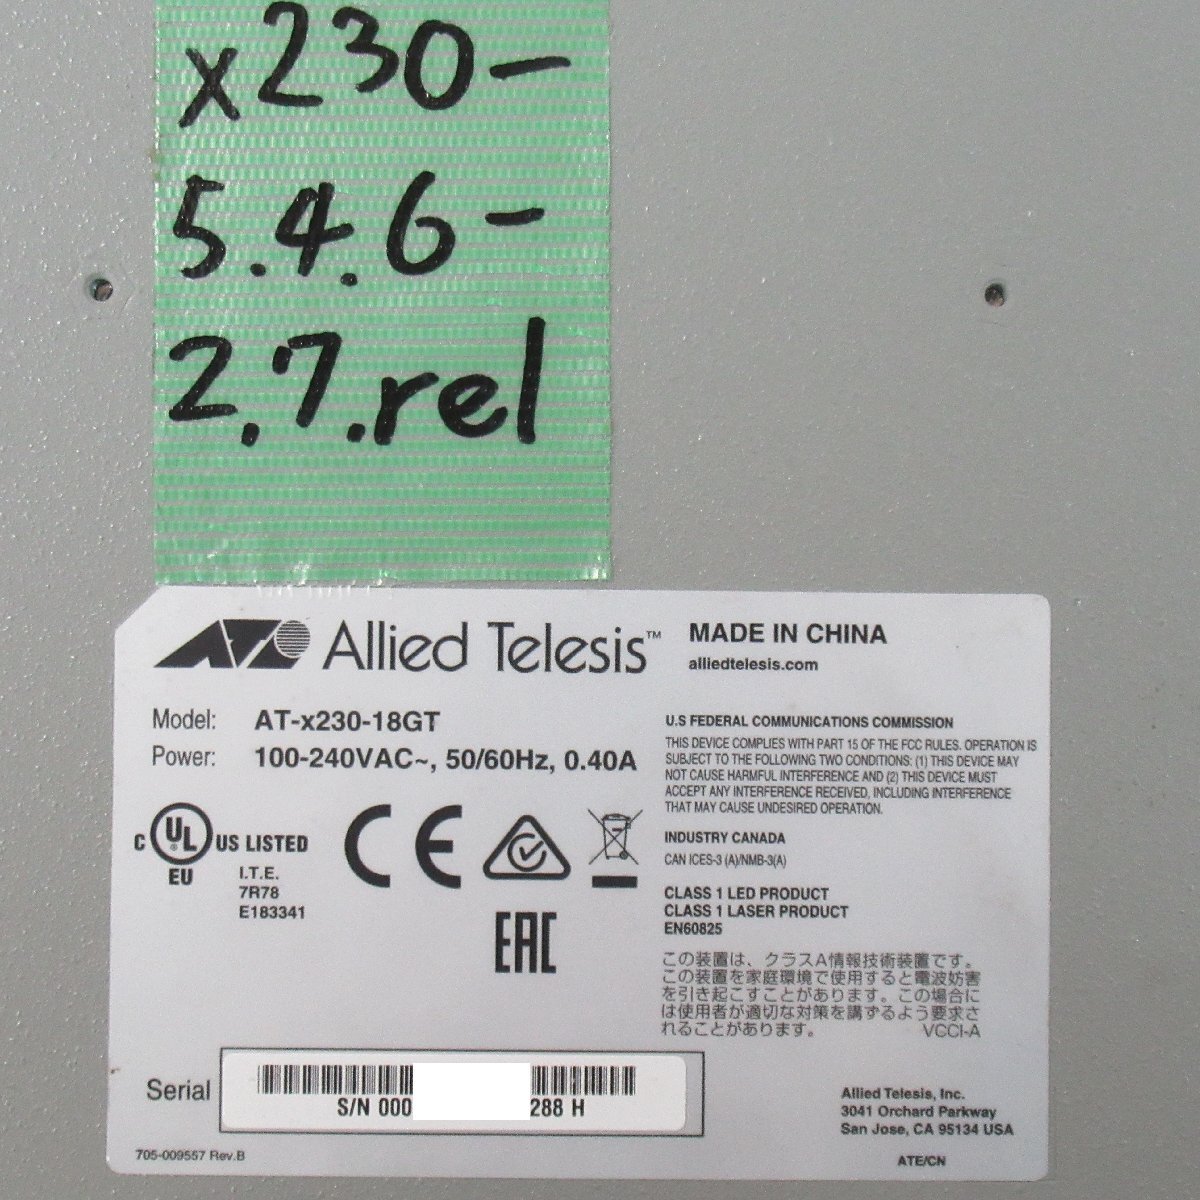 x230-
5.4.6-
2.7.rel
Allied Telesis™
MADE IN CHINA
alliedtelesis.com
Model: AT-x230-18GT
Power: 100-240VAC~, 50/60Hz, 0.40A
C UL US LISTED
EU
I.T.E.
7R78
E183341
CE
EAC
U.S FEDERAL COMMUNICATIONS COMMISSION
THIS DEVICE COMPLIES WITH PART 15 OF THE FCC RULES. OPERATION IS
SUBJECT TO THE FOLLOWING TWO CONDITIONS: (1) THIS DEVICE MAY
NOT CAUSE HARMFUL INTERFERENCE AND (2) THIS DEVICE MUST
ACCEPT ANY INTERFERENCE RECEIVED, INCLUDING INTERFERENCE
THAT MAY CAUSE UNDESIRED OPERATION.
INDUSTRY CANADA
CAN ICES-3 (A)/NMB-3(A)
CLASS 1 LED PRODUCT
CLASS 1 LASER PRODUCT
EN60825
この装置は、クラスA情報技術装置です。
この装置を家庭環境で使用すると電波妨害
を引き起こすことがあります。この場合に
は使用者が適切な対策を講ずるよう要求さ
れることがあります。 VCCI-A
Serial
S/N 000 288 H
705-009557 Rev.B
Allied Telesis, Inc.
3041 Orchard Parkway
San Jose, CA 95134 USA
ATE/CN